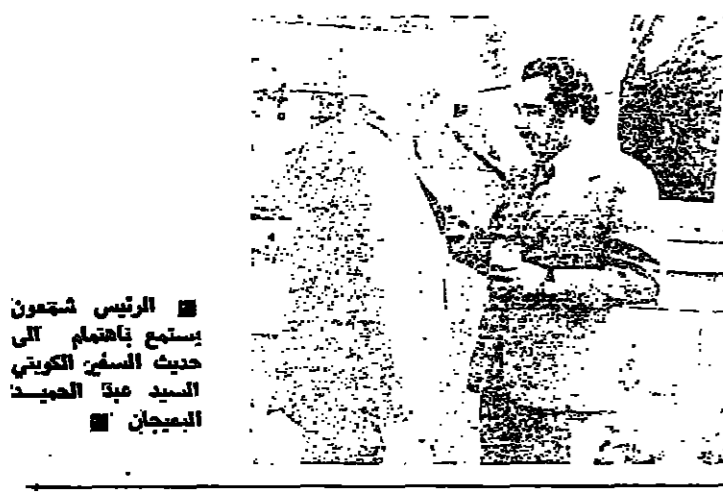 الرئيس شمعون
يستمع باهتمام الى
حديث السفير الكويتي
السيد عبد الحميد
البعيجان